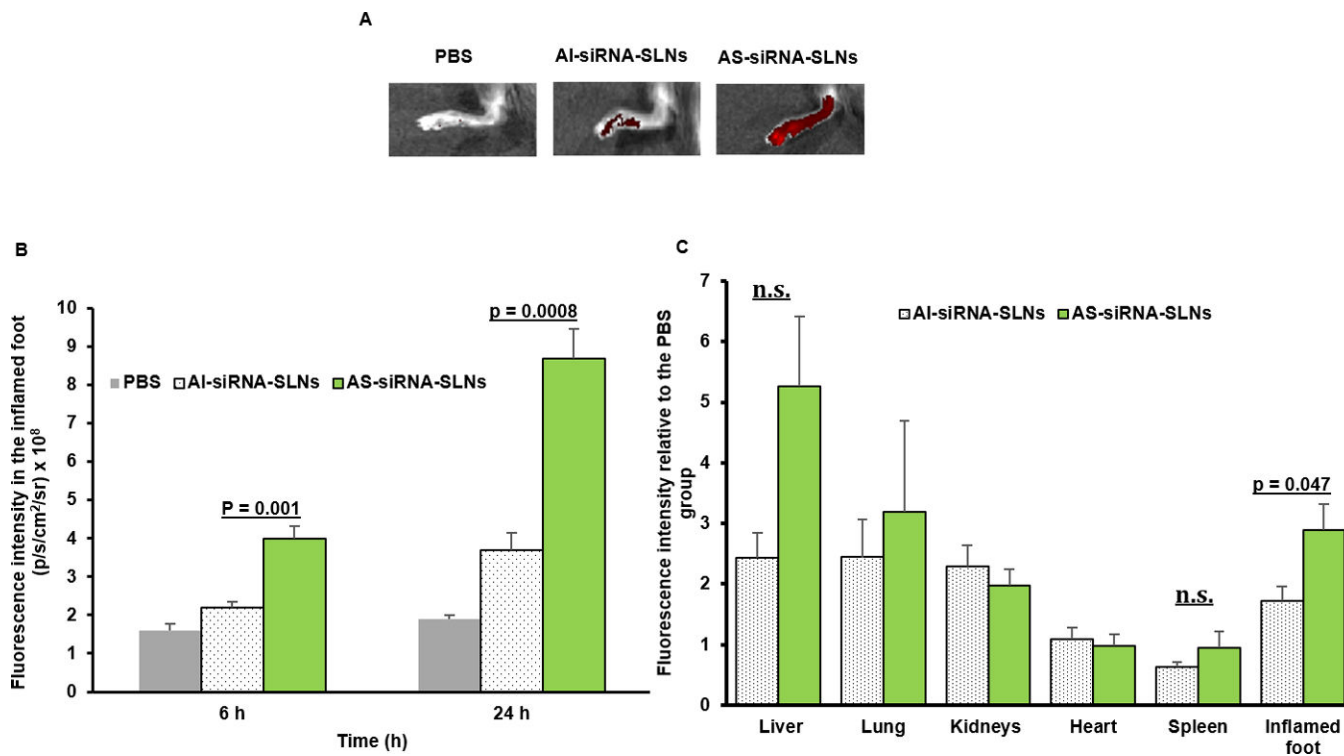 A
PBS
AI-siRNA-SLNs
AS-siRNA-SLNs
B
Fluorescence intensity in the inflamed foot
(p/s/cm²/sr) x 10⁸
10
9
8
7
6
5
4
3
2
1
0
p = 0.0008
PBS AI-siRNA-SLNs AS-siRNA-SLNs
P = 0.001
6 h 24 h
Time (h)
C
Fluorescence intensity relative to the PBS
group
7
6
5
4
3
2
1
0
n.s.
AI-siRNA-SLNs AS-siRNA-SLNs
p = 0.047
n.s.
Liver Lung Kidneys Heart Spleen Inflamed
foot